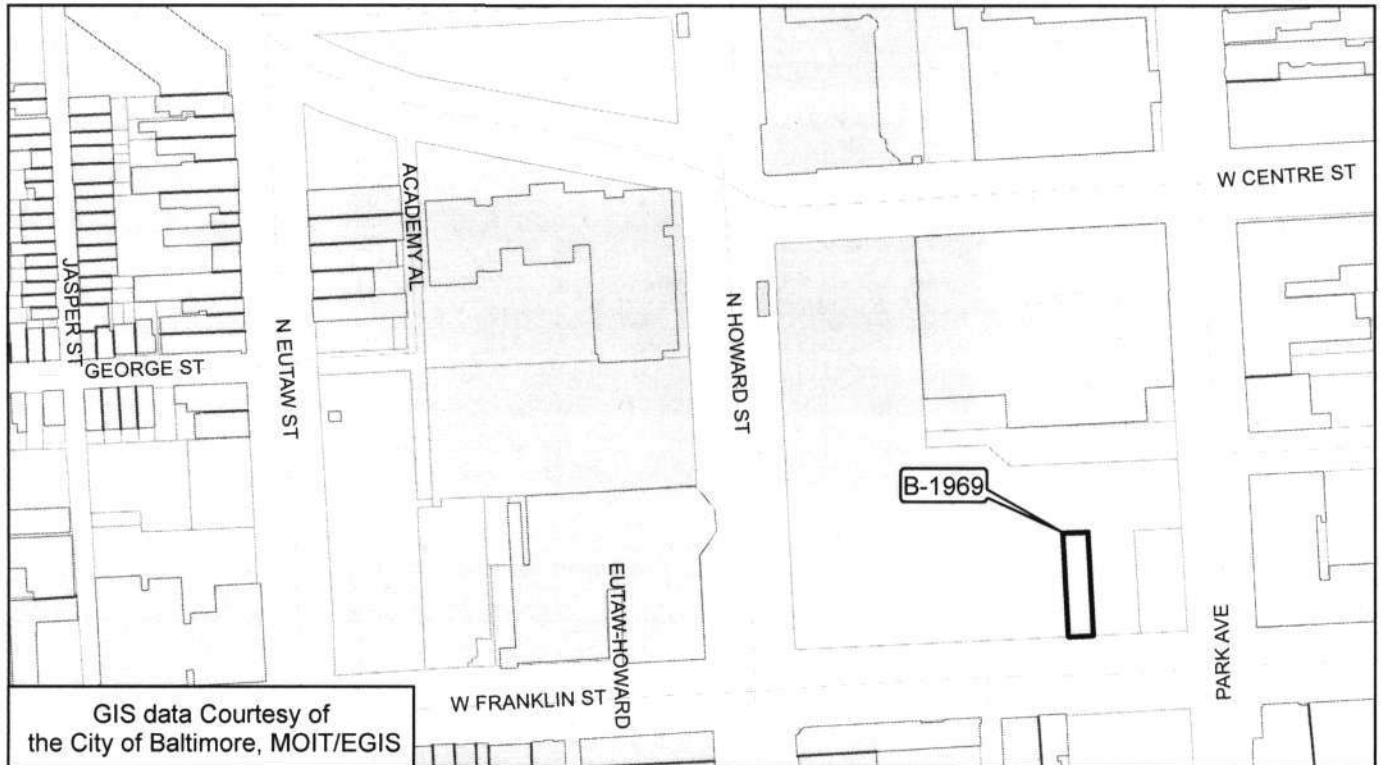 W CENTRE ST
ACADEMY AL
JASPER ST
N EUTAW ST
N HOWARD ST
GEORGE ST
B-1969
EUTAW-HOWARD
PARK AVE
W FRANKLIN ST
GIS data Courtesy of
the City of Baltimore, MOIT/EGIS